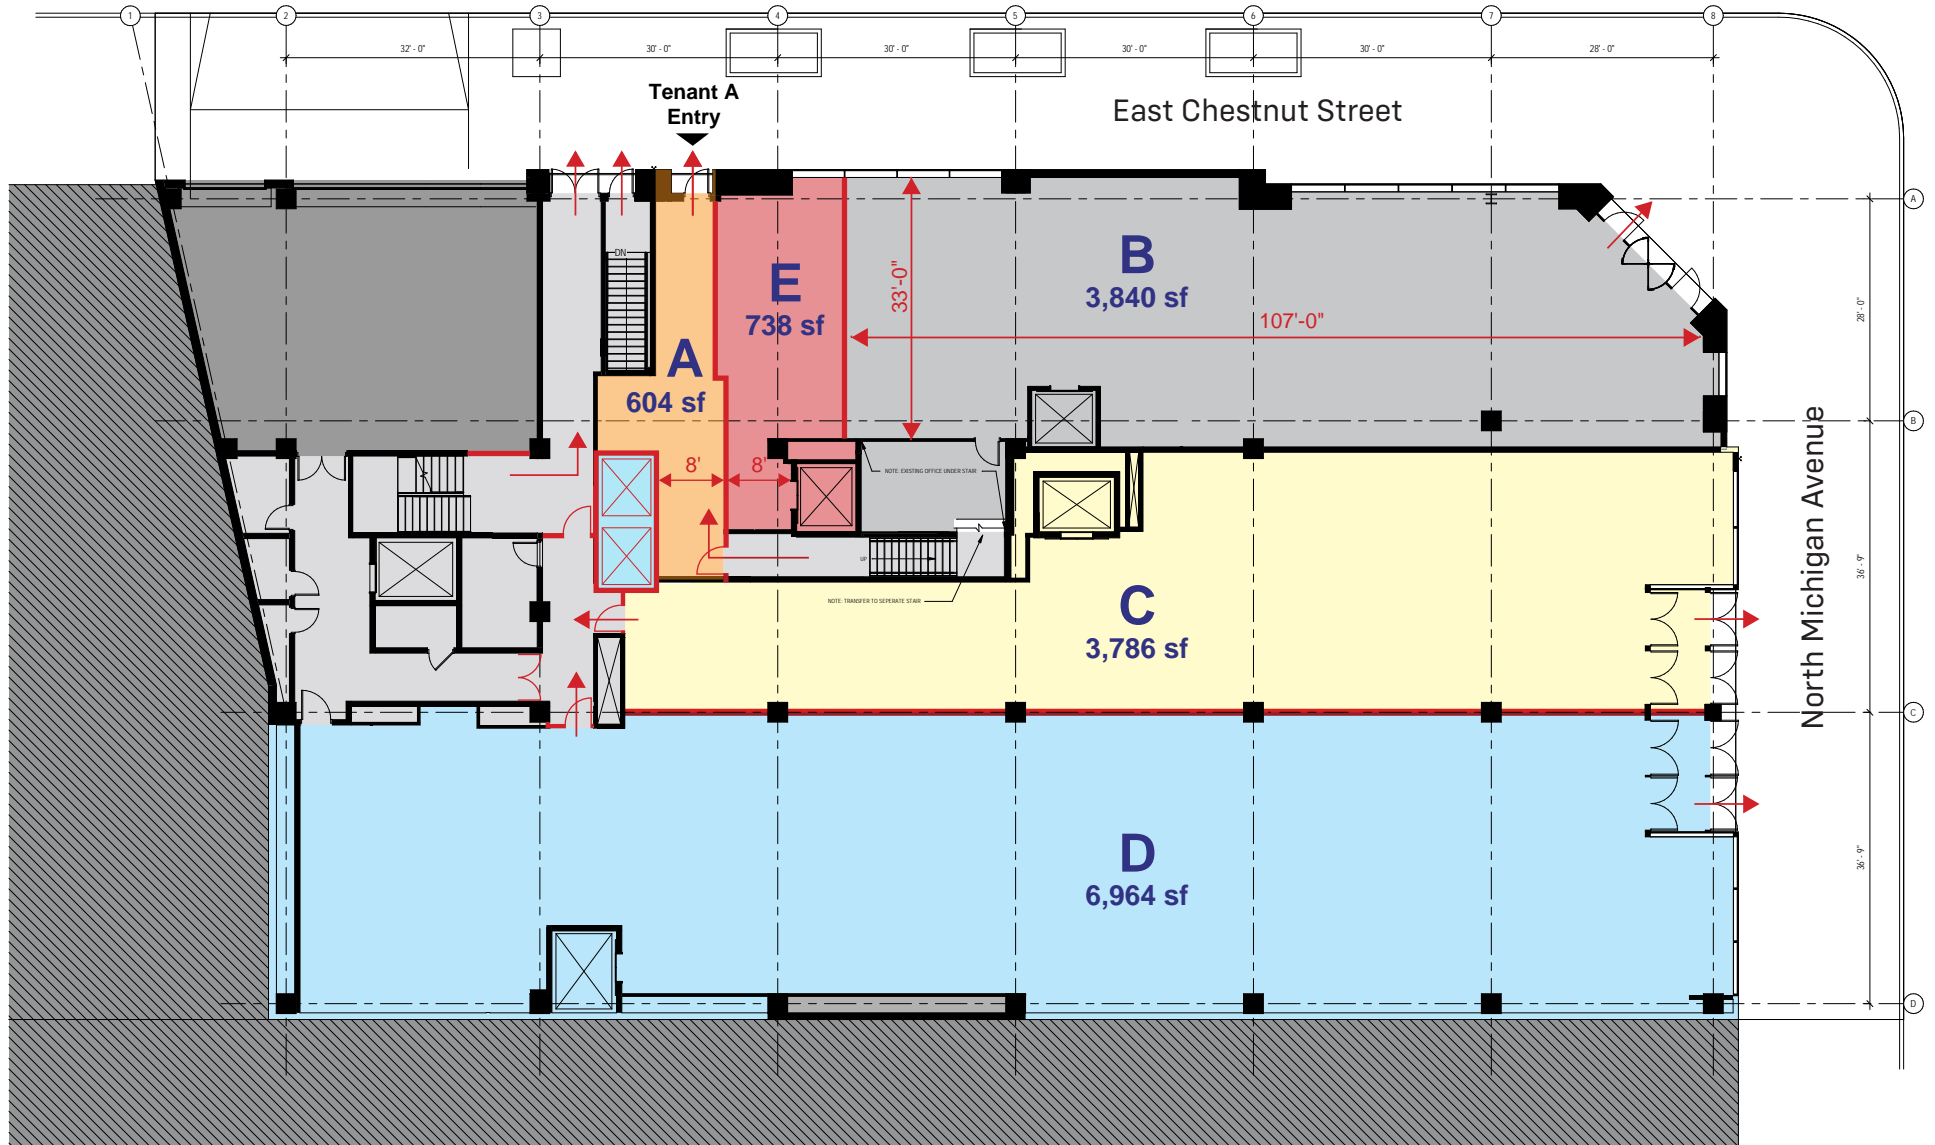 1
2
3
4
5
6
7
8
32' - 0"
30' - 0"
30' - 0"
30' - 0"
30' - 0"
28' - 0"
Tenant A
Entry
East Chestnut Street
A
DN
B
3,840 sf
E
738 sf
33'-0"
107'-0"
28' - 0"
A
604 sf
B
8'
8'
NOTE: EXISTING OFFICE UNDER STAIR
North Michigan Avenue
UP
NOTE: TRANSFER TO SEPERATE STAIR
36' - 9"
C
3,786 sf
C
D
6,964 sf
36' - 9"
D